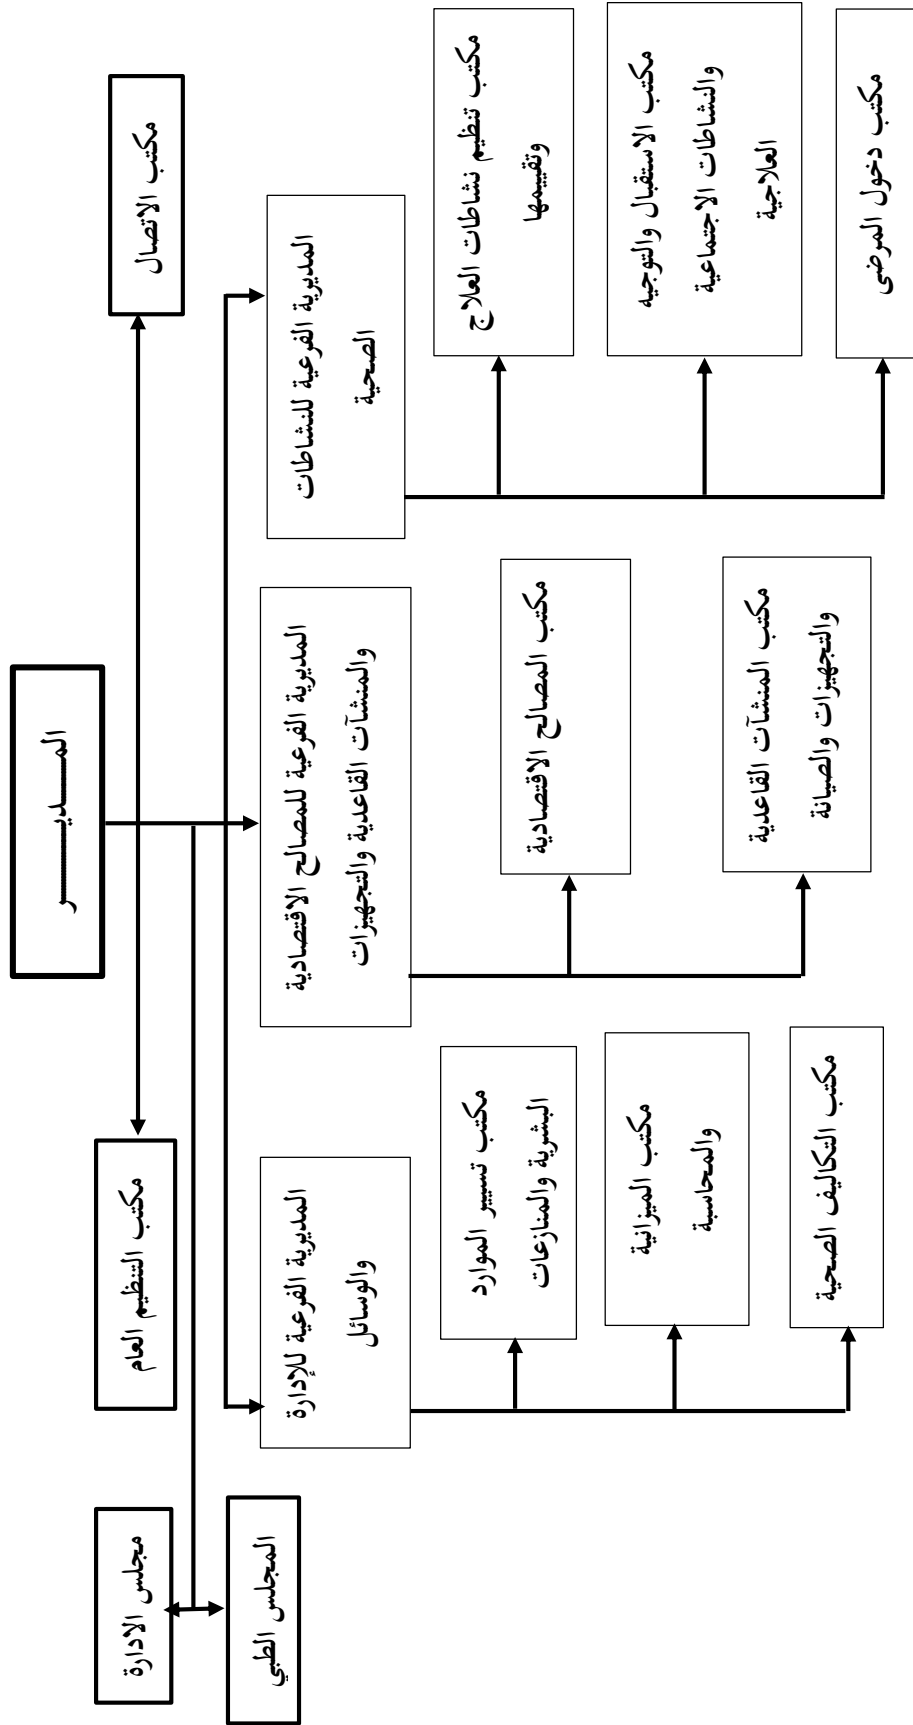 المـــديــــر
مكتب الاتصال
مكتب التنظيم العام
مجلس الادارة
المجلس الطبي
المديرية الفرعية للنشاطات
الصحية
المديرية الفرعية للمصالح الاقتصادية
والمنشآت القاعدية والتجهيزات
المديرية الفرعية للإدارة
والوسائل
مكتب تنظيم نشاطات العلاج
وتقييمها
مكتب الاستقبال والتوجيه
والنشاطات الاجتماعية
العلاجية
مكتب دخول المرضى
مكتب المصالح الاقتصادية
مكتب المنشآت القاعدية
والتجهيزات والصيانة
مكتب تسيير الموارد
البشرية والمنازعات
مكتب الميزانية
والمحاسبة
مكتب التكاليف الصحية